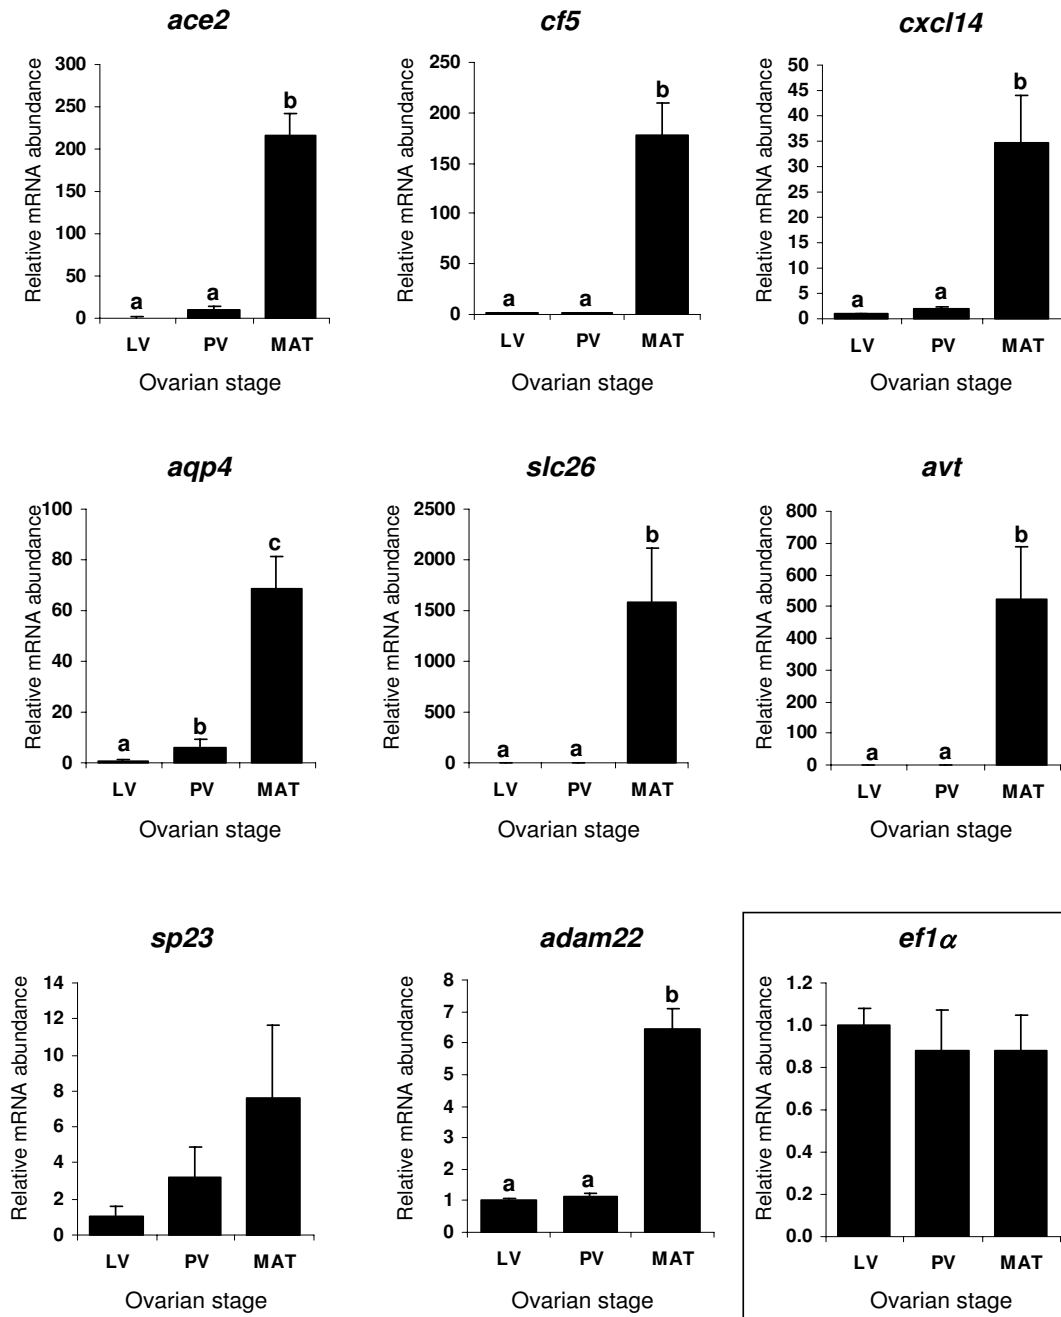 ace2
Relative mRNA abundance
300
250
200
150
100
50
0
a
a
b
LV PV MAT
Ovarian stage
cf5
Relative mRNA abundance
250
200
150
100
50
0
a
a
b
LV PV MAT
Ovarian stage
cxcl14
Relative mRNA abundance
50
45
40
35
30
25
20
15
10
5
0
a
a
b
LV PV MAT
Ovarian stage
aqp4
Relative mRNA abundance
100
80
60
40
20
0
a
b
c
LV PV MAT
Ovarian stage
slc26
Relative mRNA abundance
2500
2000
1500
1000
500
0
a
a
b
LV PV MAT
Ovarian stage
avt
Relative mRNA abundance
800
700
600
500
400
300
200
100
0
a
a
b
LV PV MAT
Ovarian stage
sp23
Relative mRNA abundance
14
12
10
8
6
4
2
0
LV PV MAT
Ovarian stage
adam22
Relative mRNA abundance
8
7
6
5
4
3
2
1
0
a
a
b
LV PV MAT
Ovarian stage
ef1α
Relative mRNA abundance
1.2
1.0
0.8
0.6
0.4
0.2
0.0
LV PV MAT
Ovarian stage